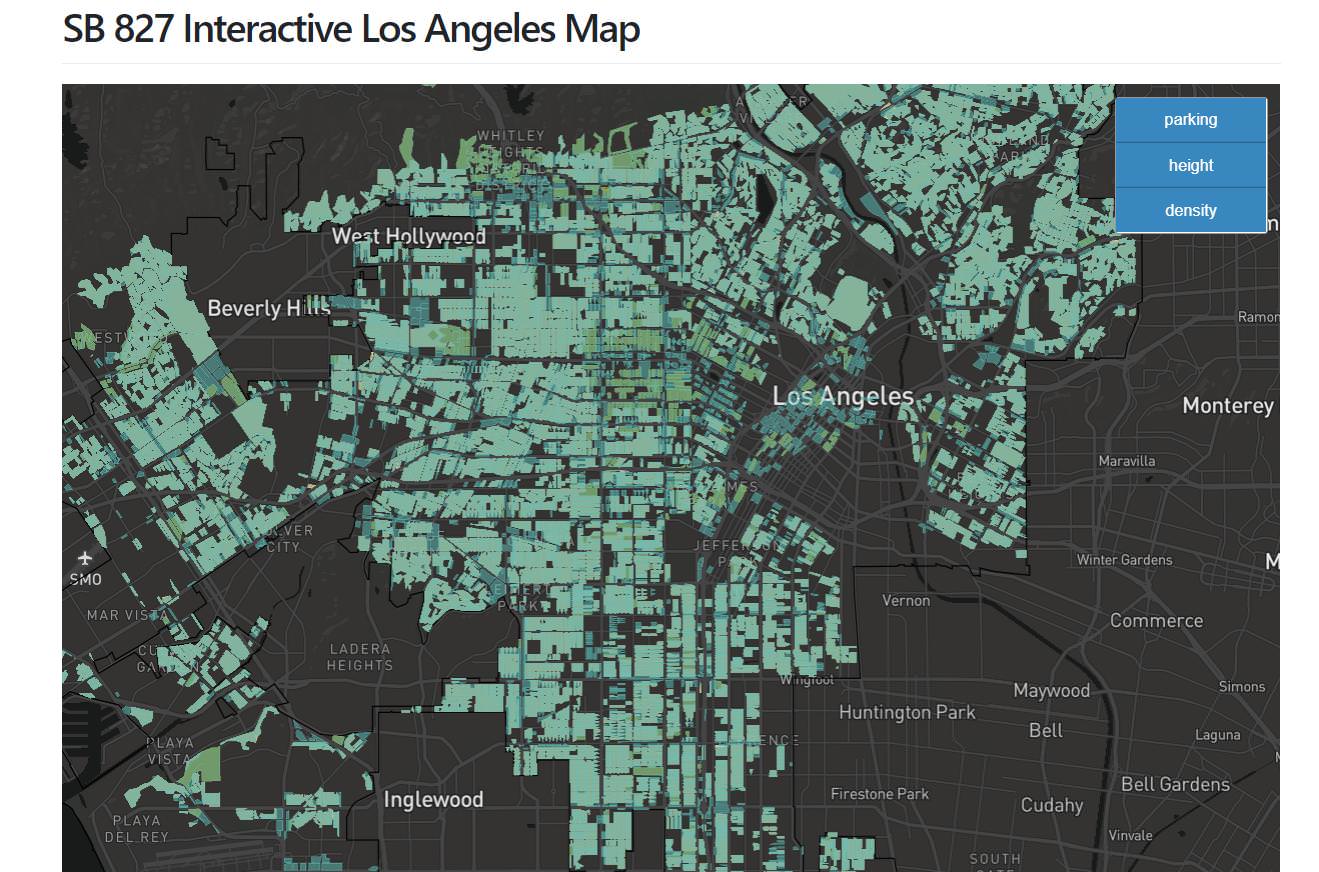 SB 827 Interactive Los Angeles Map
parking
height
density
WHITLEY
HEIGHTS
West Hollywood
Beverly Hills
Ramon
Los Angeles
Monterey
Maravilla
CITY
JEFFERSON
PARK
SMO
Winter Gardens
PARK
Vernon
MAR VISTA
Commerce
LADERA
HEIGHTS
Wingfoot
Maywood
Simons
Huntington Park
Bell
Laguna
PLAYA
VISTA
Bell Gardens
Inglewood
Firestone Park
Cudahy
PLAYA
DEL REY
Vinvale
SOUTH